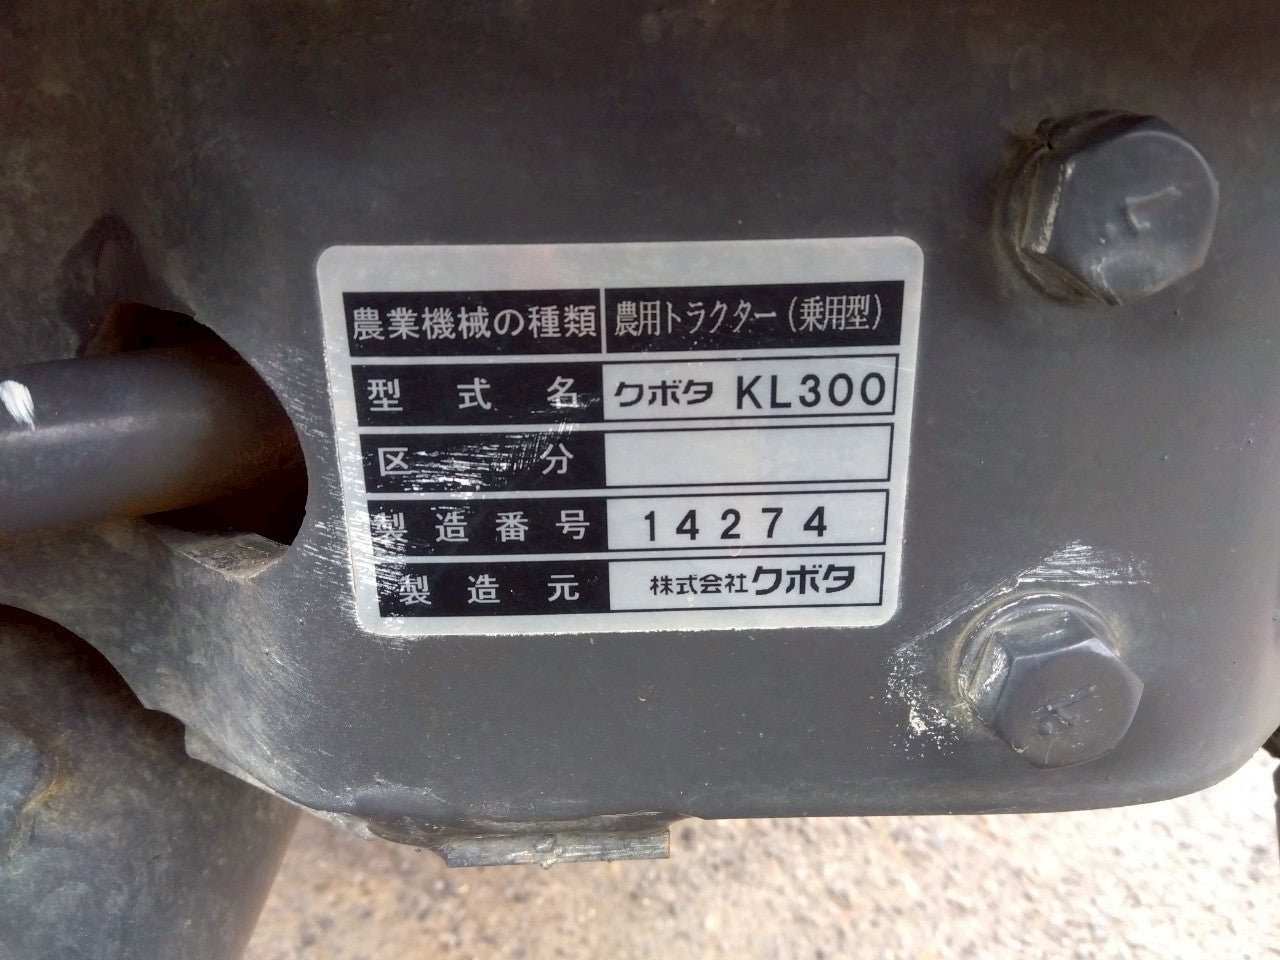 農業機械の種類 農用トラクター(乗用型)
型式名 クボタ KL300
区分
製造番号 14274
製造元 株式会社クボタ